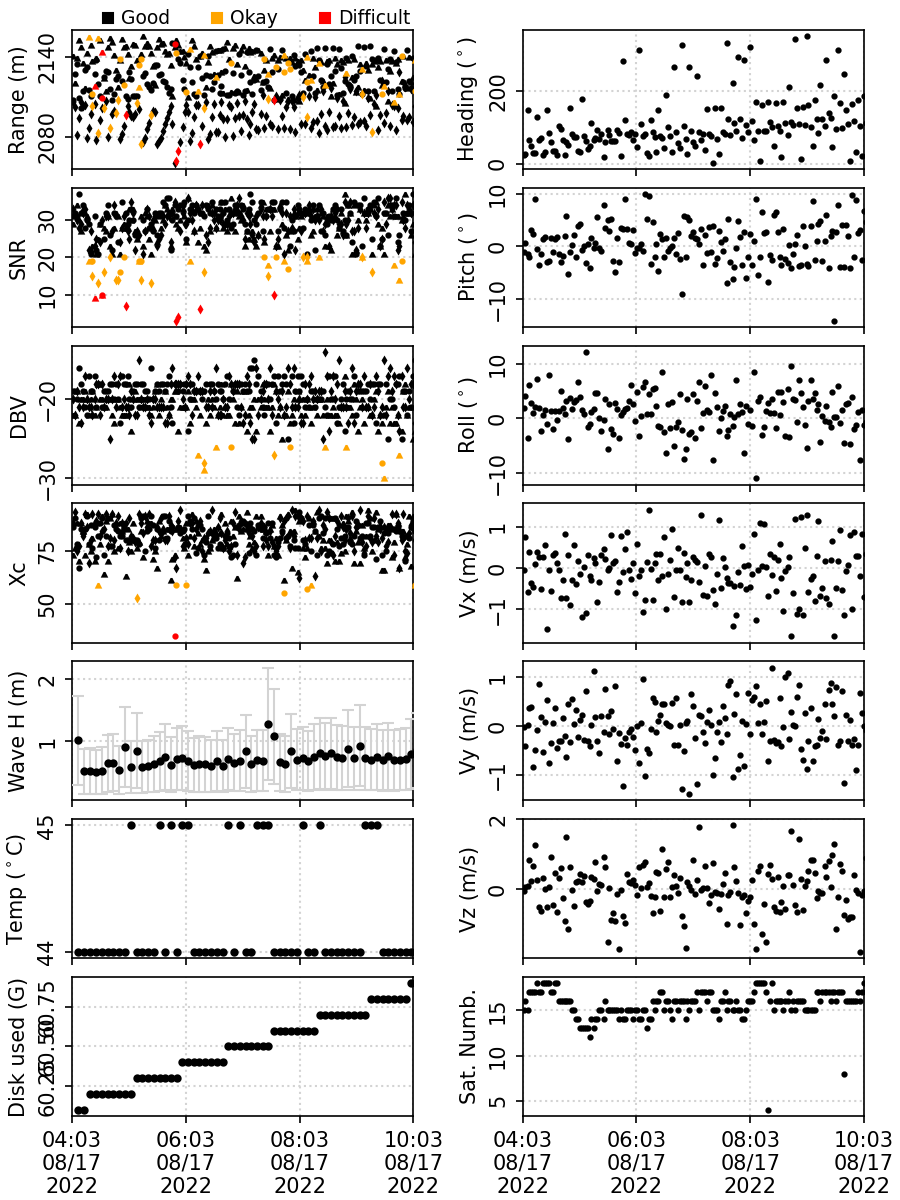 Good Okay Difficult
Range (m)
2140
2080
Heading (°)
200
0
SNR
30
20
10
Pitch (°)
10
0
−10
DBV
−20
−30
Roll (°)
10
0
−10
Xc
75
50
Vx (m/s)
1
0
−1
Wave H (m)
2
1
Vy (m/s)
1
0
−1
Temp (°C)
45
44
Vz (m/s)
2
0
Disk used (G)
60.75
60.50
60.25
Sat. Numb.
15
10
5
04:03 06:03 08:03 10:03 04:03 06:03 08:03 10:03
08/17 08/17 08/17 08/17 08/17 08/17 08/17 08/17
2022 2022 2022 2022 2022 2022 2022 2022